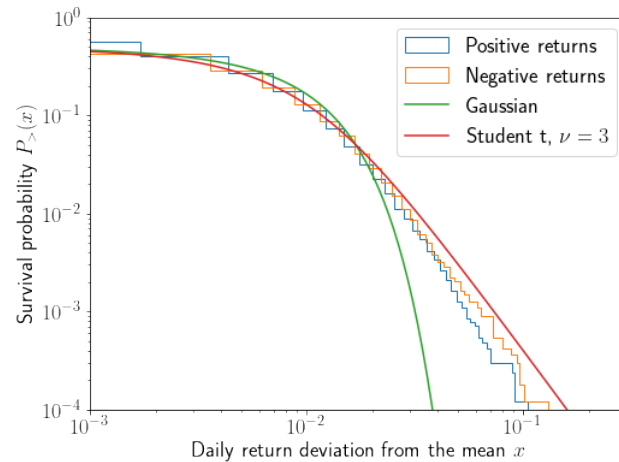 10^0
10^{-1}
10^{-2}
10^{-3}
10^{-4}
Survival probability P_>(x)
Positive returns
Negative returns
Gaussian
Student t, ν = 3
10^{-3}
10^{-2}
10^{-1}
Daily return deviation from the mean x